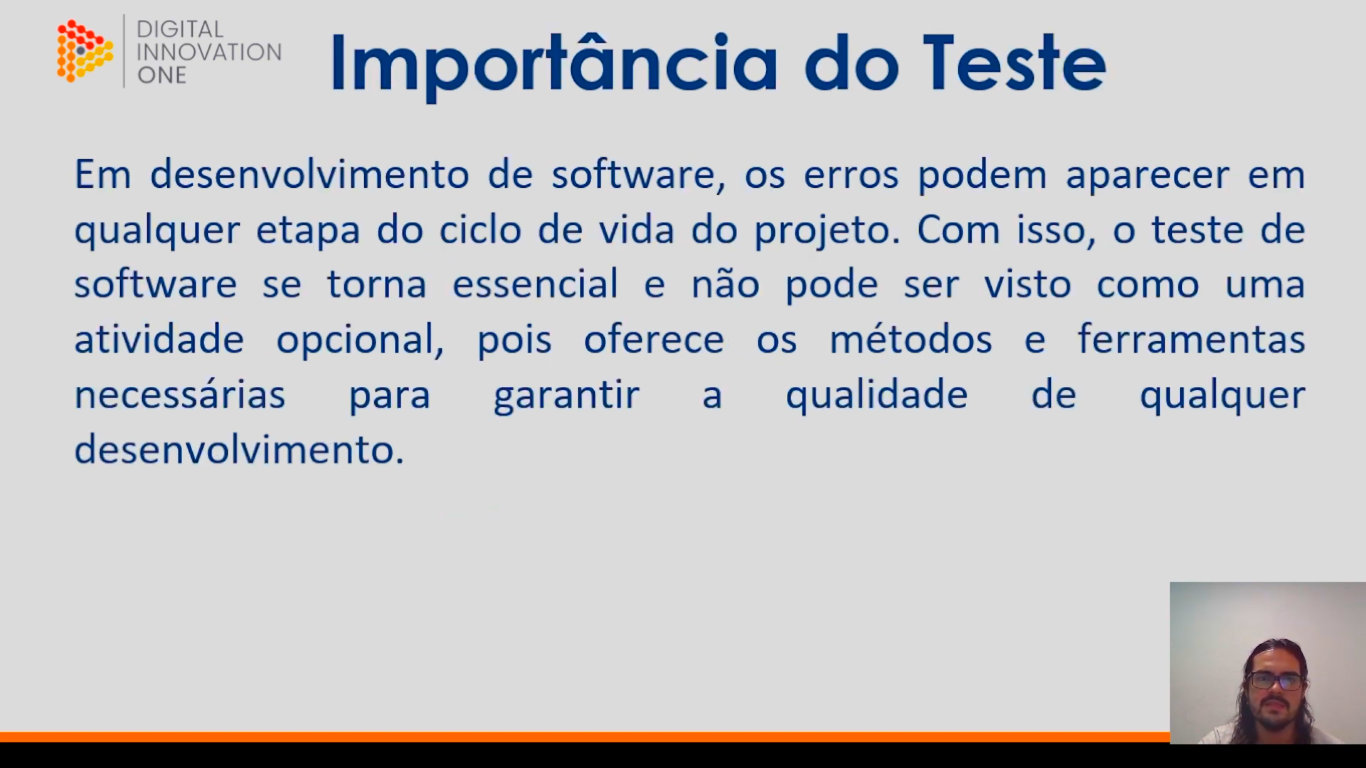 DIGITAL
INNOVATION
ONE
Importância do Teste
Em desenvolvimento de software, os erros podem aparecer em
qualquer etapa do ciclo de vida do projeto. Com isso, o teste de
software se torna essencial e não pode ser visto como uma
atividade opcional, pois oferece os métodos e ferramentas
necessárias para garantir a qualidade de qualquer
desenvolvimento.